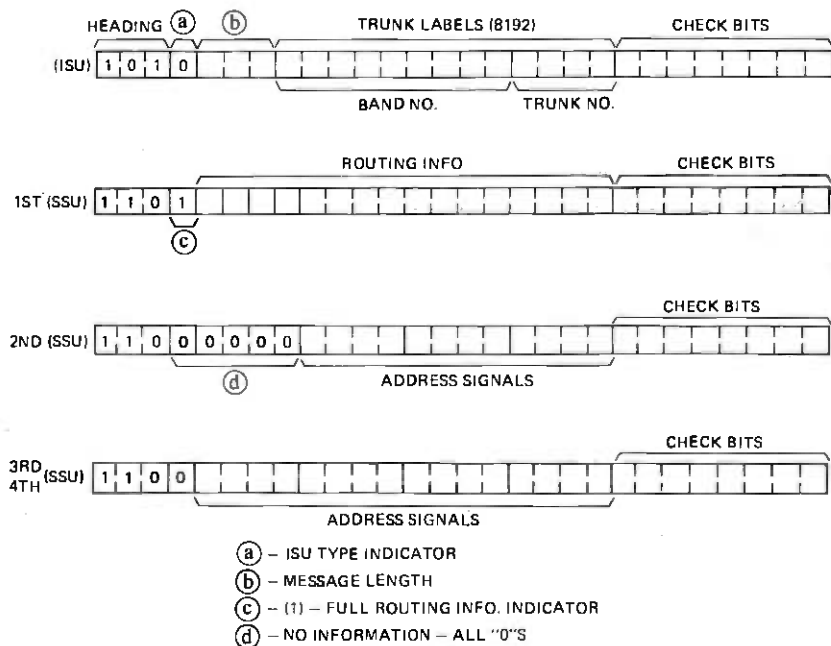 HEADING (a) (b) TRUNK LABELS (8192) CHECK BITS
(ISU) 1 0 1 0
BAND NO. TRUNK NO.
ROUTING INFO CHECK BITS
1ST (SSU) 1 1 0 1
(c)
CHECK BITS
2ND (SSU) 1 1 0 0 0 0 0 0
(d) ADDRESS SIGNALS
CHECK BITS
3RD
4TH (SSU) 1 1 0 0
ADDRESS SIGNALS
(a) – ISU TYPE INDICATOR
(b) – MESSAGE LENGTH
(c) – (1) – FULL ROUTING INFO. INDICATOR
(d) – NO INFORMATION – ALL "0"S